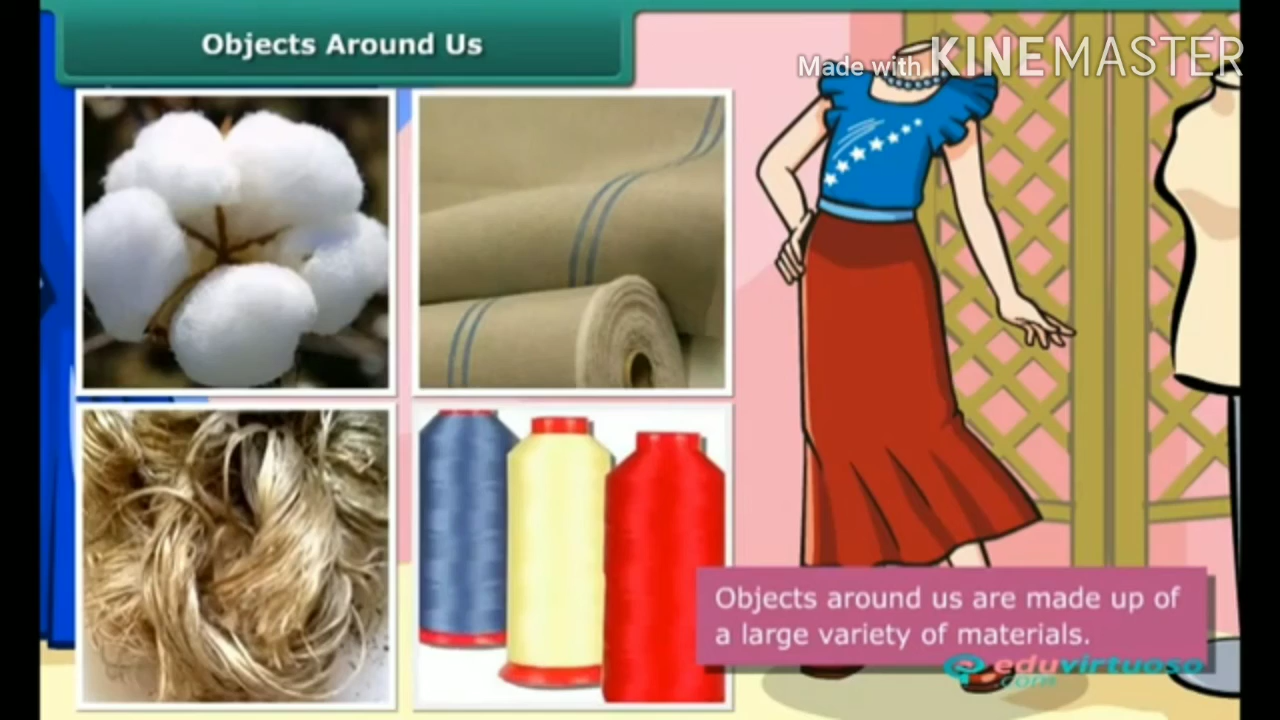 Objects Around Us
Made with KINEMASTER
Objects around us are made up of
a large variety of materials.
eduvirtuoso
.com